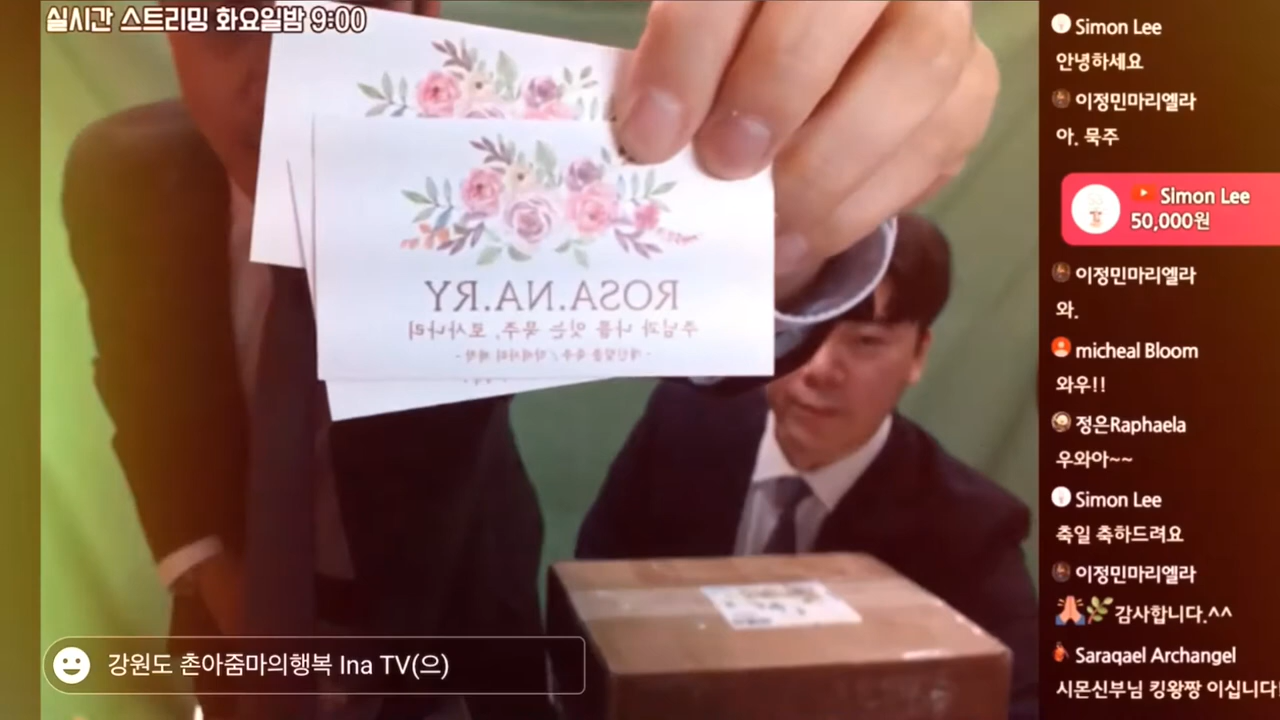 실시간 스트리밍 화요일밤 9:00
ROSA.NA.RY
주님과 나를 잇는 묵주, 로사나리
강원도 촌아줌마의행복 Ina TV(으)
Simon Lee
안녕하세요
이정민마리엘라
아. 묵주
Simon Lee
50,000원
이정민마리엘라
와.
micheal Bloom
와우!!
정은Raphaela
우와아~~
Simon Lee
축일 축하드려요
이정민마리엘라
🙏🌿감사합니다.^^
Saraqael Archangel
시몬신부님 킹왕짱 이십니다!